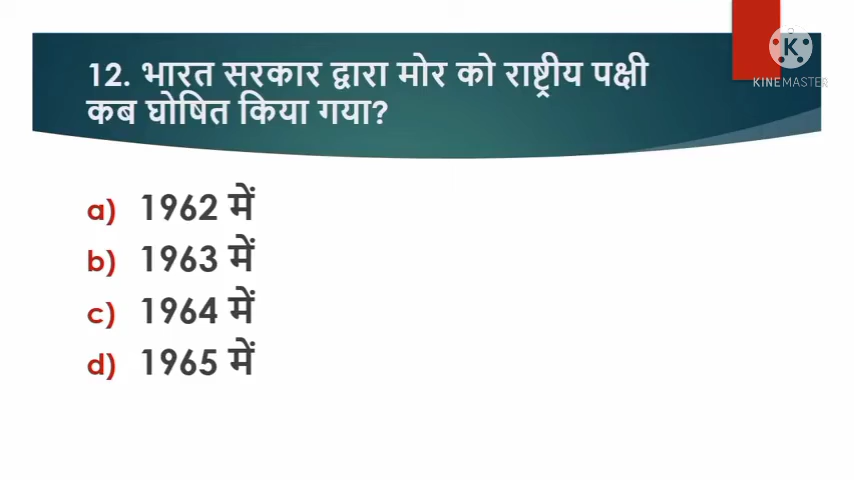 12. भारत सरकार द्वारा मोर को राष्ट्रीय पक्षी
कब घोषित किया गया?
K
KINEMASTER
a) 1962 में
b) 1963 में
c) 1964 में
d) 1965 में